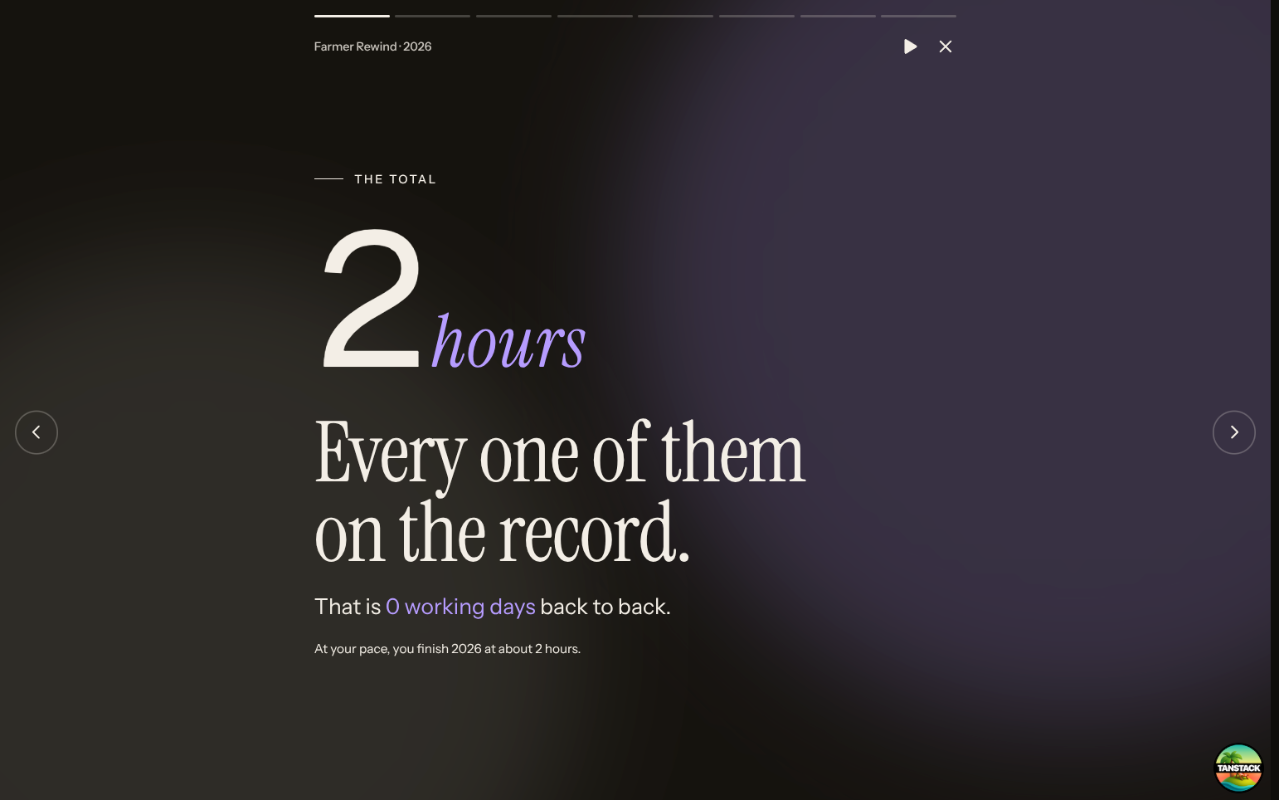 Farmer Rewind · 2026
THE TOTAL
2 hours
Every one of them
on the record.
That is 0 working days back to back.
At your pace, you finish 2026 at about 2 hours.
TANSTACK